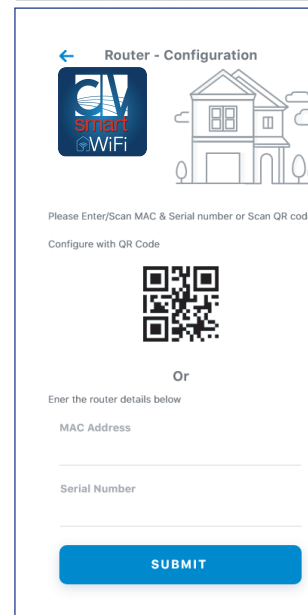 Router - Configuration
smart
WiFi
Please Enter/Scan MAC & Serial number or Scan QR cod
Configure with QR Code
Or
Ener the router details below
MAC Address
Serial Number
SUBMIT